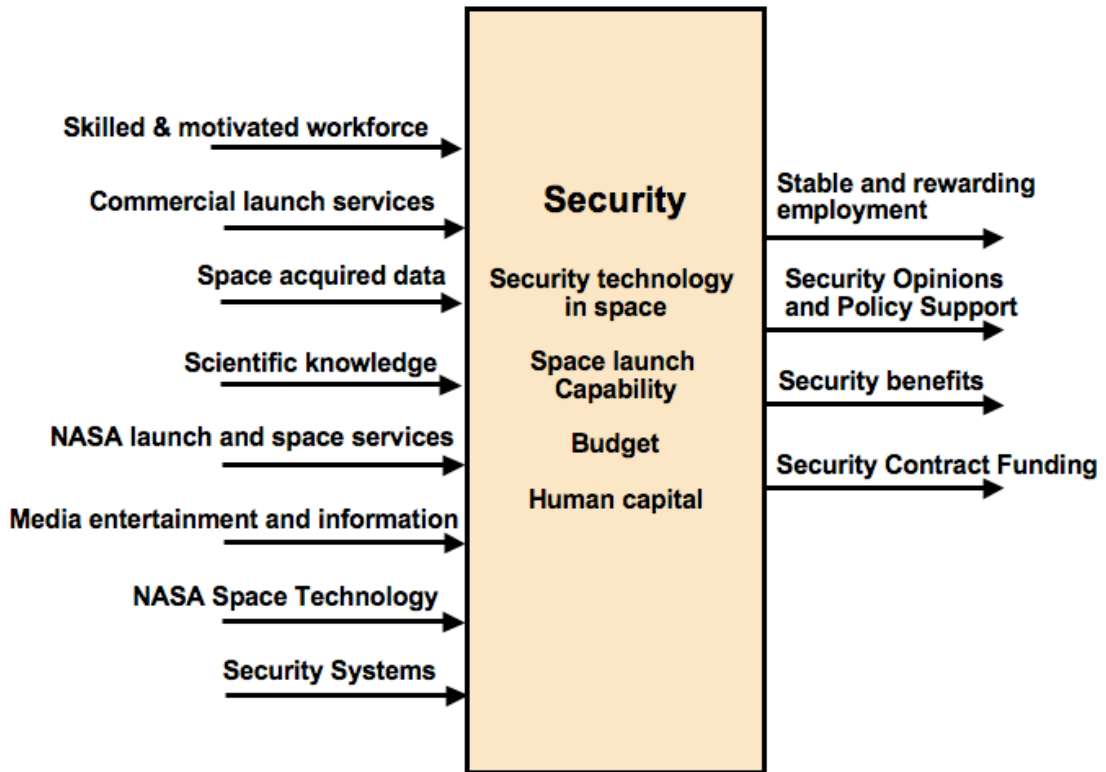 Skilled & motivated workforce
Commercial launch services
Space acquired data
Scientific knowledge
NASA launch and space services
Media entertainment and information
NASA Space Technology
Security Systems
Security
Security technology
in space
Space launch
Capability
Budget
Human capital
Stable and rewarding
employment
Security Opinions
and Policy Support
Security benefits
Security Contract Funding